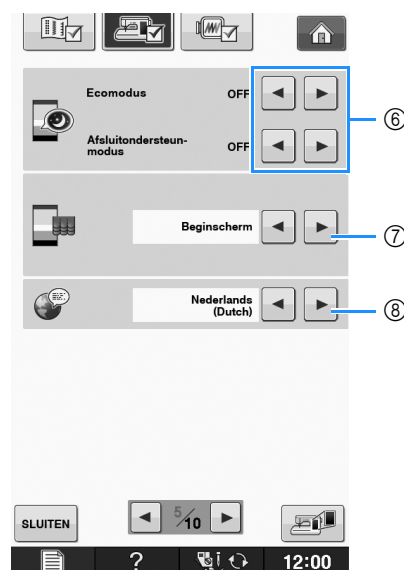 Ecomodus OFF
⑥
Afsluitondersteun-
modus OFF
Beginscherm
⑦
Nederlands
(Dutch)
⑧
SLUITEN
5/10
? 12:00